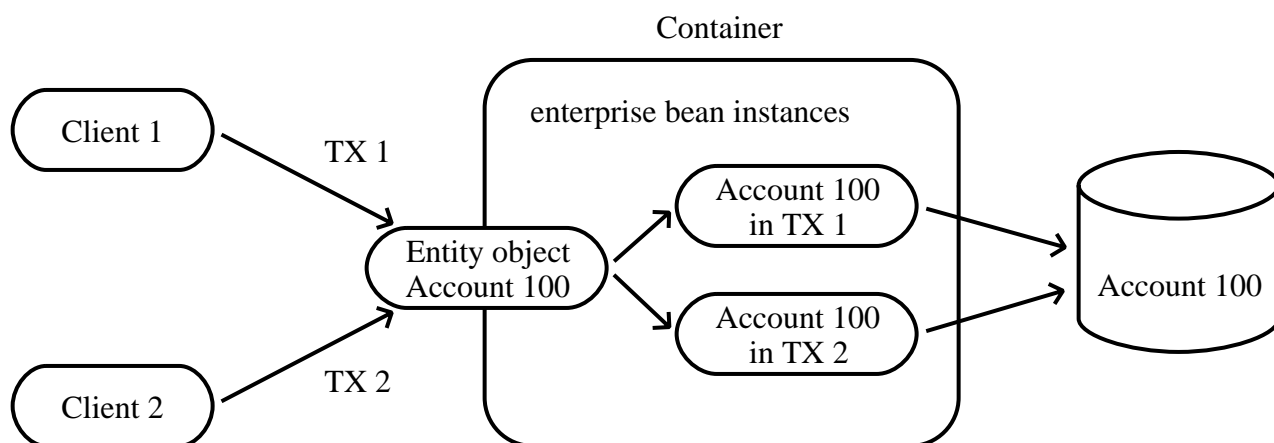 Container
enterprise bean instances
Client 1
TX 1
Account 100
in TX 1
Entity object
Account 100
Account 100
Account 100
in TX 2
TX 2
Client 2